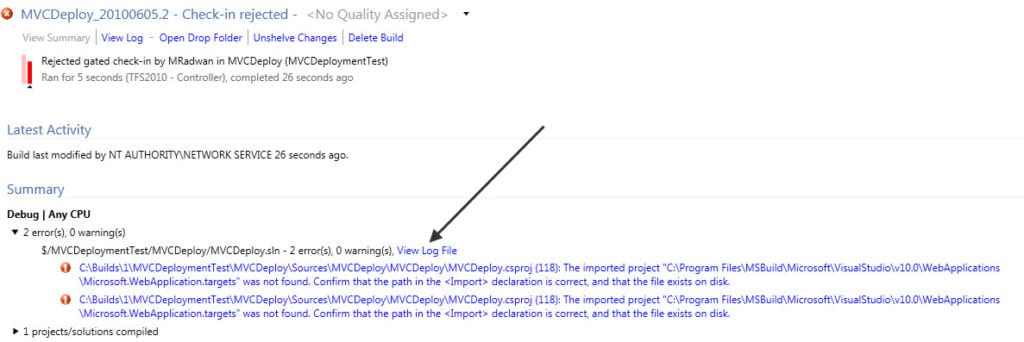 MVCDeploy_20100605.2 - Check-in rejected - <No Quality Assigned>
View Summary | View Log - Open Drop Folder | Unshelve Changes | Delete Build
Rejected gated check-in by MRadwan in MVCDeploy (MVCDeploymentTest)
Ran for 5 seconds (TFS2010 - Controller), completed 26 seconds ago
Latest Activity
Build last modified by NT AUTHORITY\NETWORK SERVICE 26 seconds ago.
Summary
Debug | Any CPU
2 error(s), 0 warning(s)
$/MVCDeploymentTest/MVCDeploy/MVCDeploy.sln - 2 error(s), 0 warning(s), View Log File
C:\Builds\1\MVCDeploymentTest\MVCDeploy\Sources\MVCDeploy\MVCDeploy\MVCDeploy.csproj (118): The imported project "C:\Program Files\MSBuild\Microsoft\VisualStudio\v10.0\WebApplications
\Microsoft.WebApplication.targets" was not found. Confirm that the path in the <Import> declaration is correct, and that the file exists on disk.
C:\Builds\1\MVCDeploymentTest\MVCDeploy\Sources\MVCDeploy\MVCDeploy\MVCDeploy.csproj (118): The imported project "C:\Program Files\MSBuild\Microsoft\VisualStudio\v10.0\WebApplications
\Microsoft.WebApplication.targets" was not found. Confirm that the path in the <Import> declaration is correct, and that the file exists on disk.
1 projects/solutions compiled